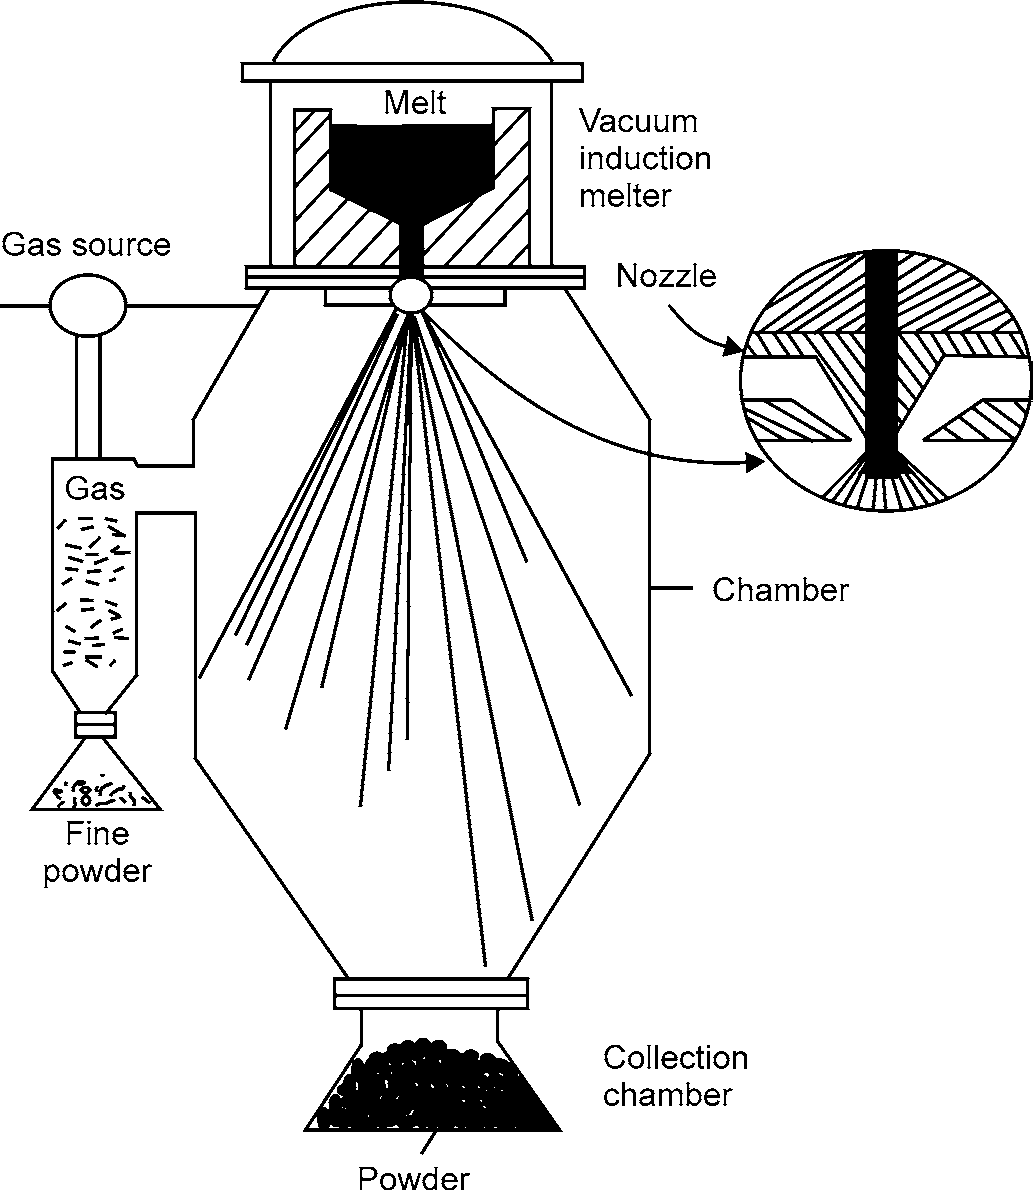 Melt
Vacuum
induction
melter
Gas source
Nozzle
Gas
Chamber
Fine
powder
Collection
chamber
Powder